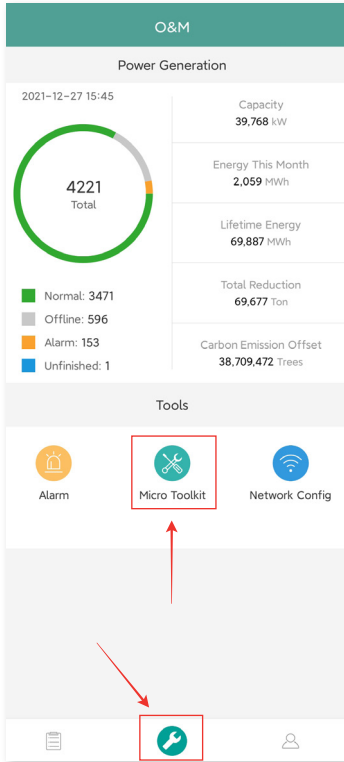 O&M
Power Generation
2021-12-27 15:45
4221
Total
Normal: 3471
Offline: 596
Alarm: 153
Unfinished: 1
Capacity
39,768 kW
Energy This Month
2,059 MWh
Lifetime Energy
69,887 MWh
Total Reduction
69,677 Ton
Carbon Emission Offset
38,709,472 Trees
Tools
Alarm
Micro Toolkit
Network Config